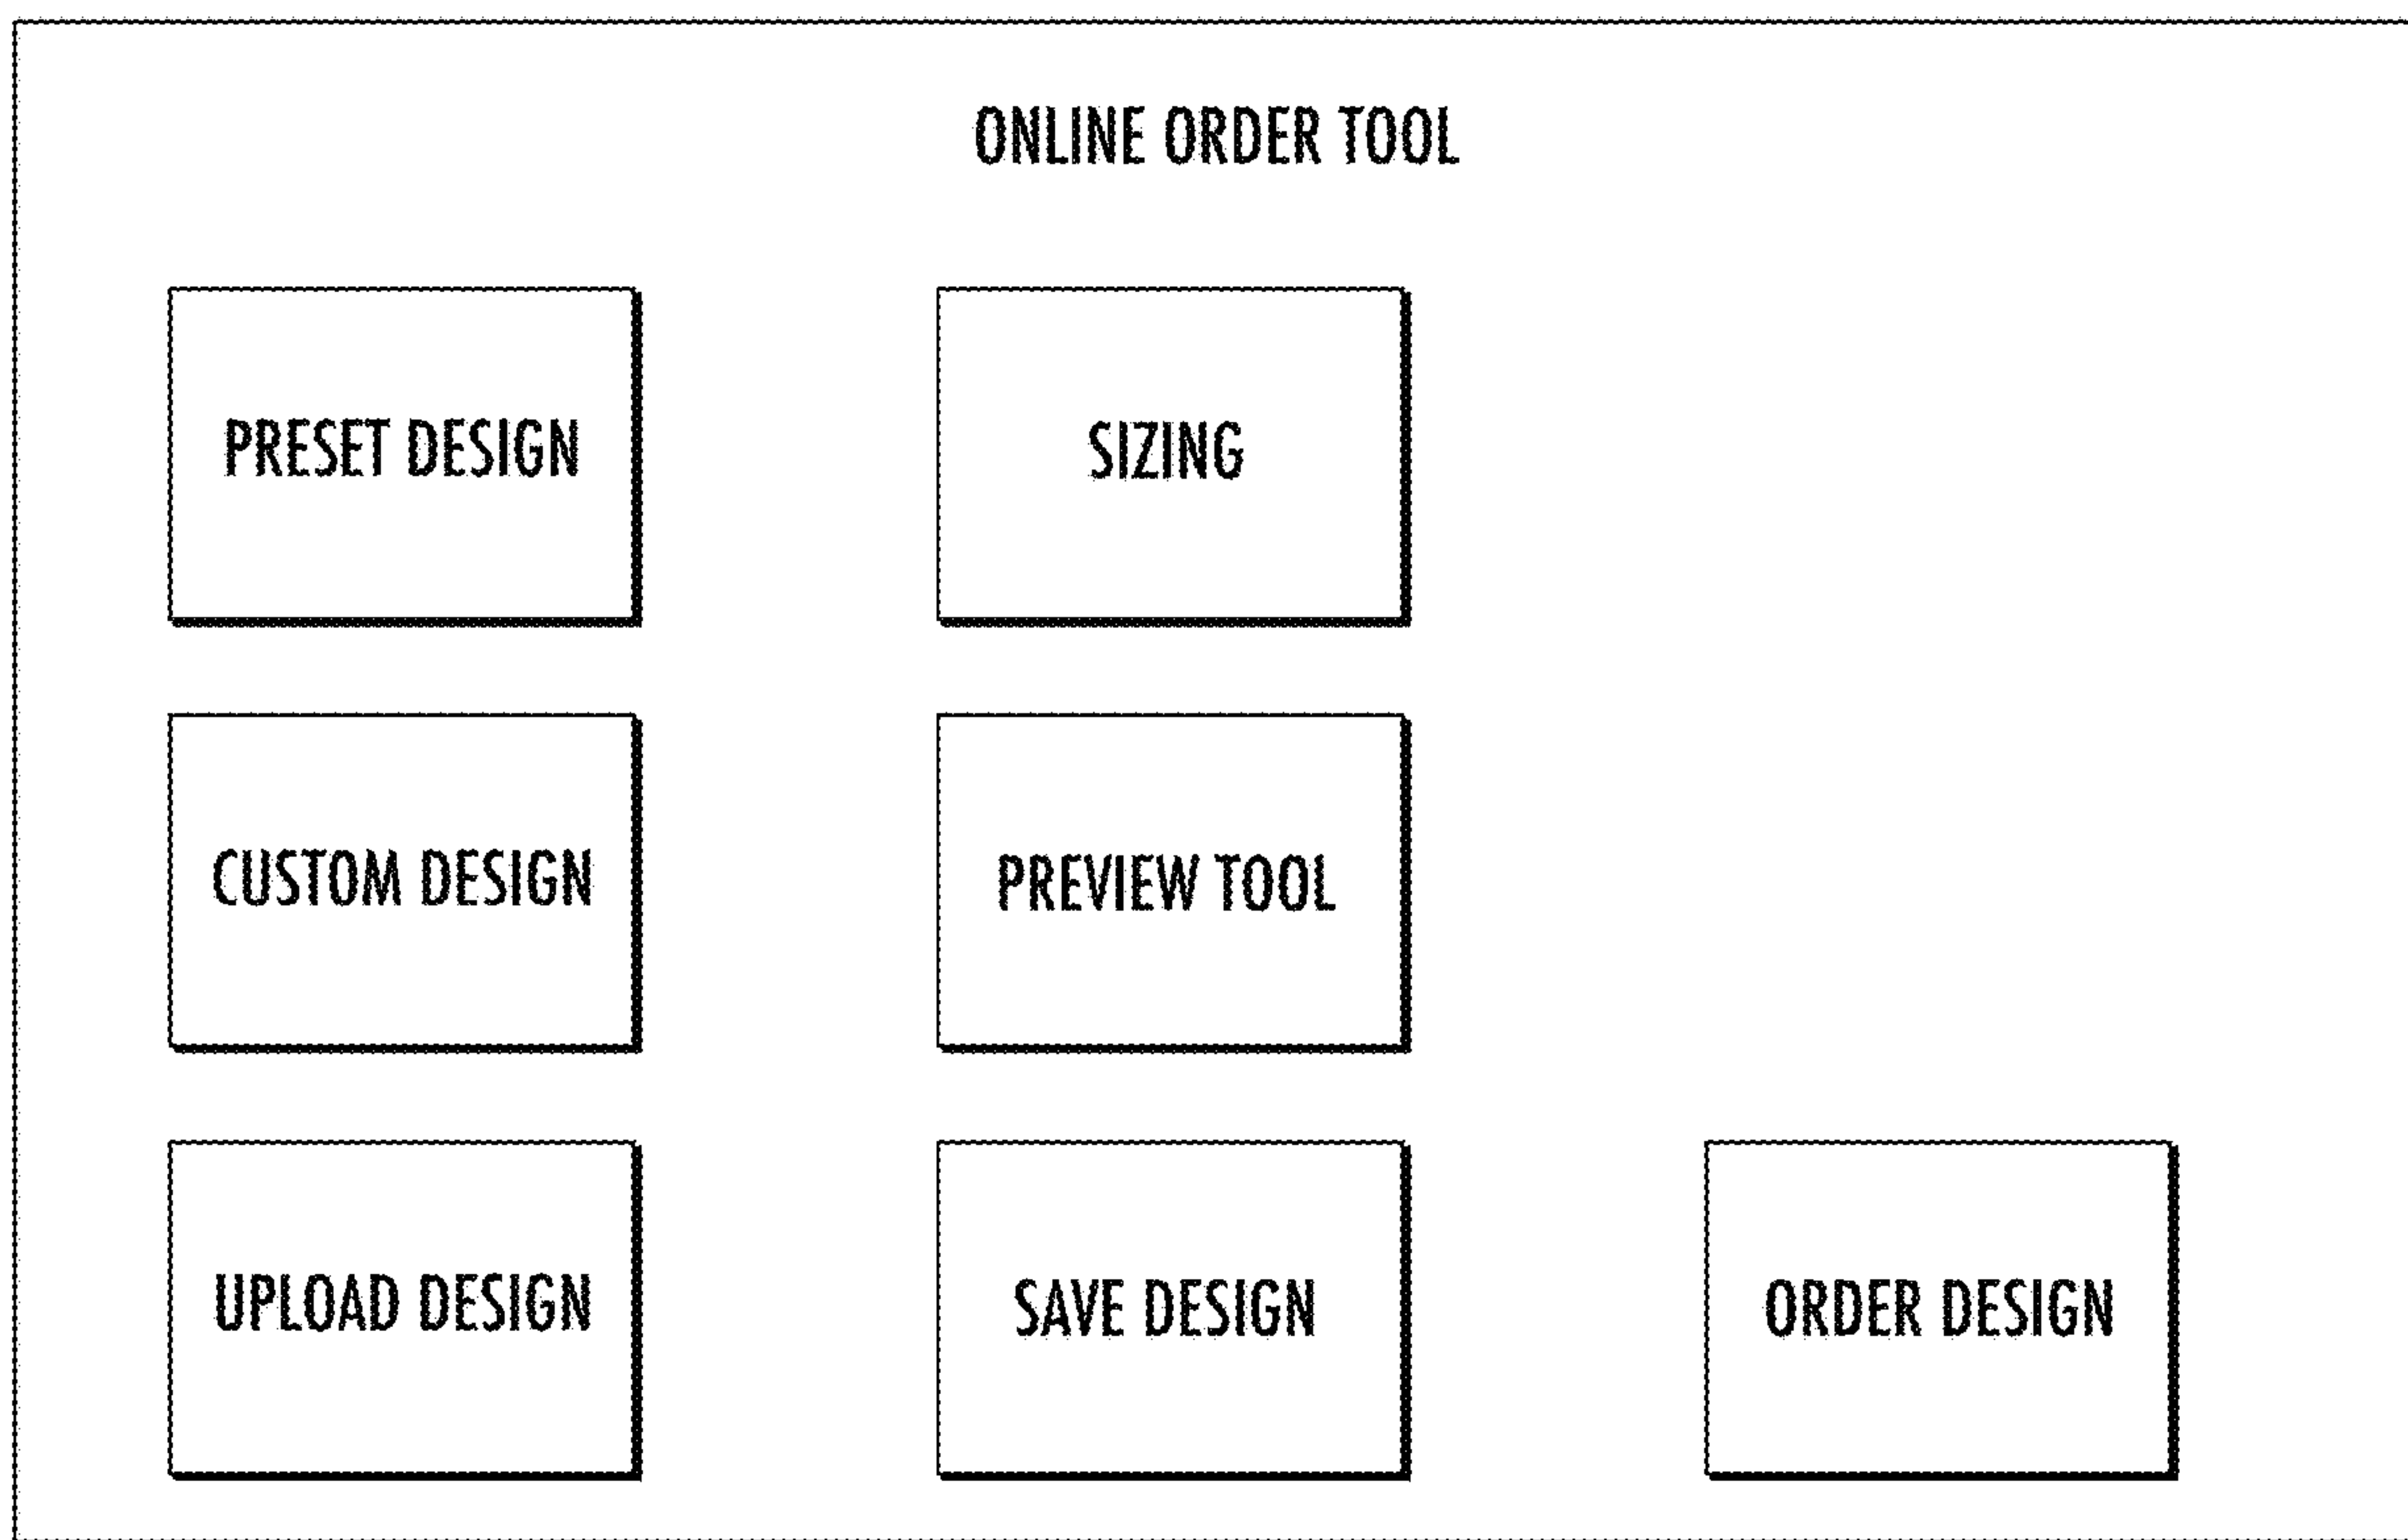 ONLINE ORDER TOOL
PRESET DESIGN
SIZING
CUSTOM DESIGN
PREVIEW TOOL
UPLOAD DESIGN
SAVE DESIGN
ORDER DESIGN